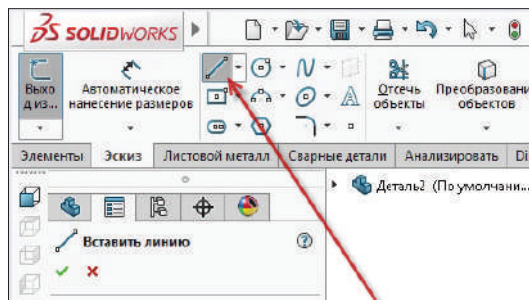 SOLIDWORKS
Выхо д из...
Автоматическое нанесение размеров
Отсечь объекты
Преобразовани объектов
Элементы Эскиз Листовой металл Сварные детали Анализировать Di
Деталь2 (По умолчани...
Вставить линию